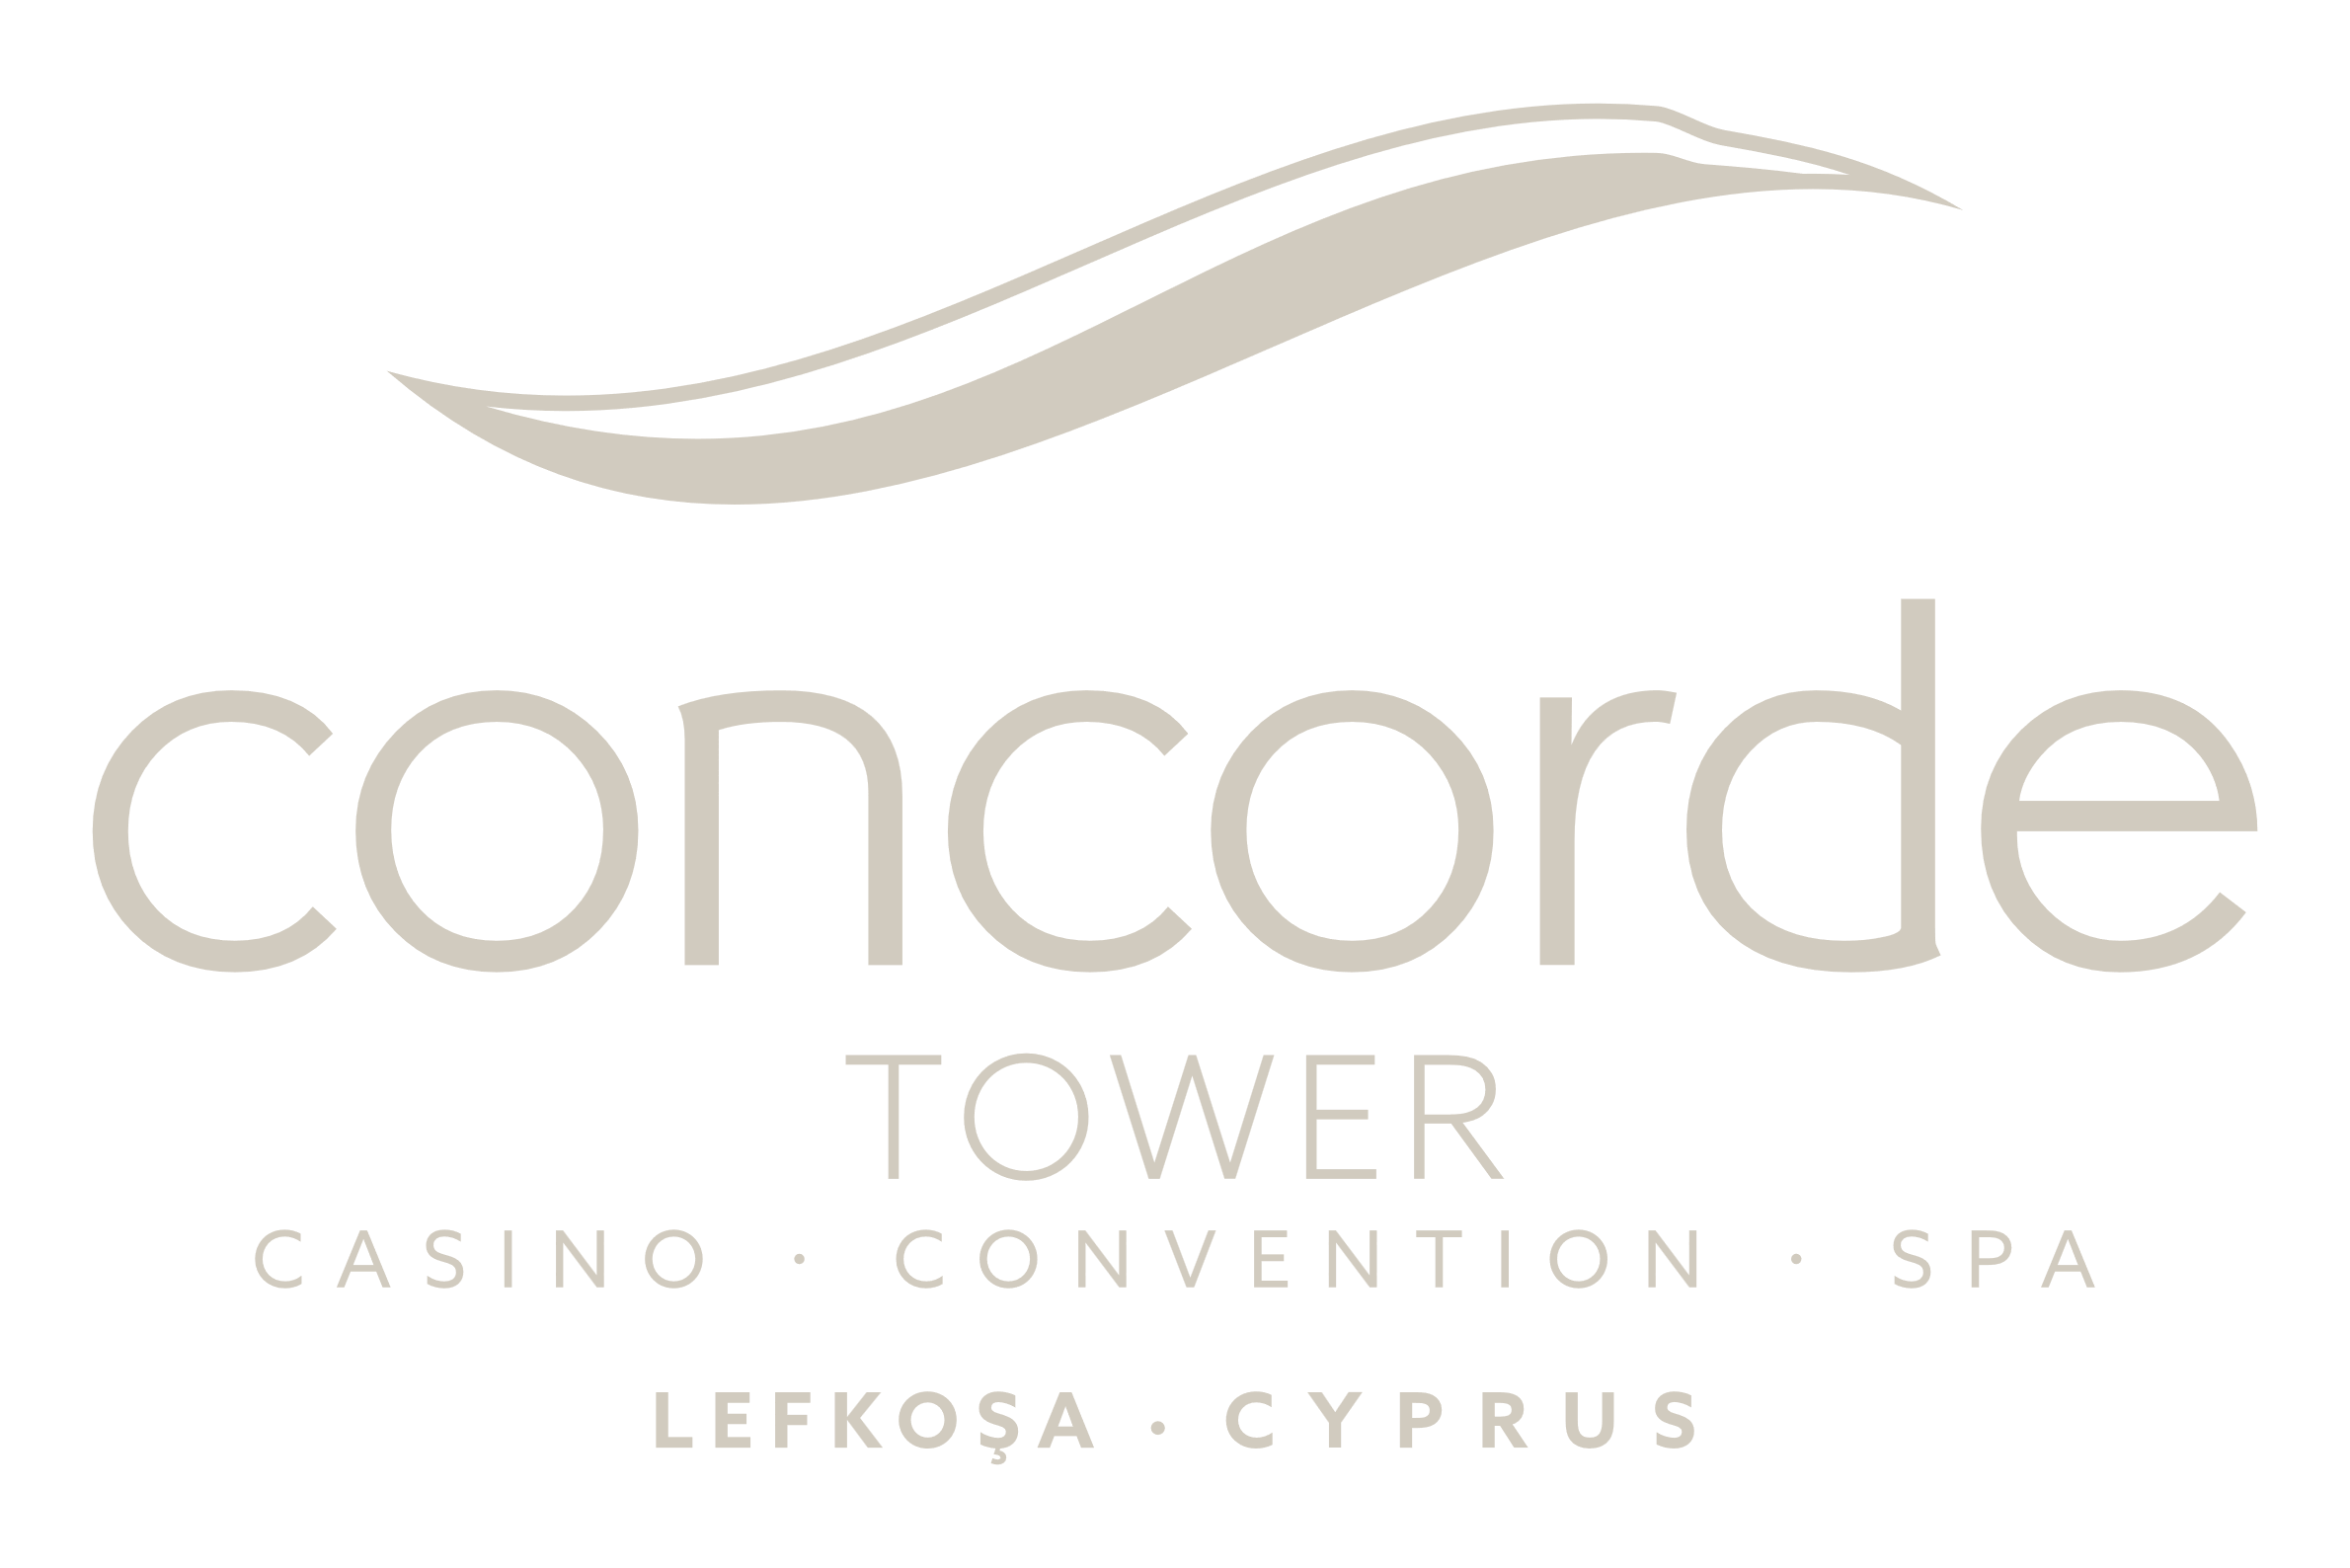 concorde
TOWER
CASINO · CONVENTION · SPA
LEFKOŞA · CYPRUS